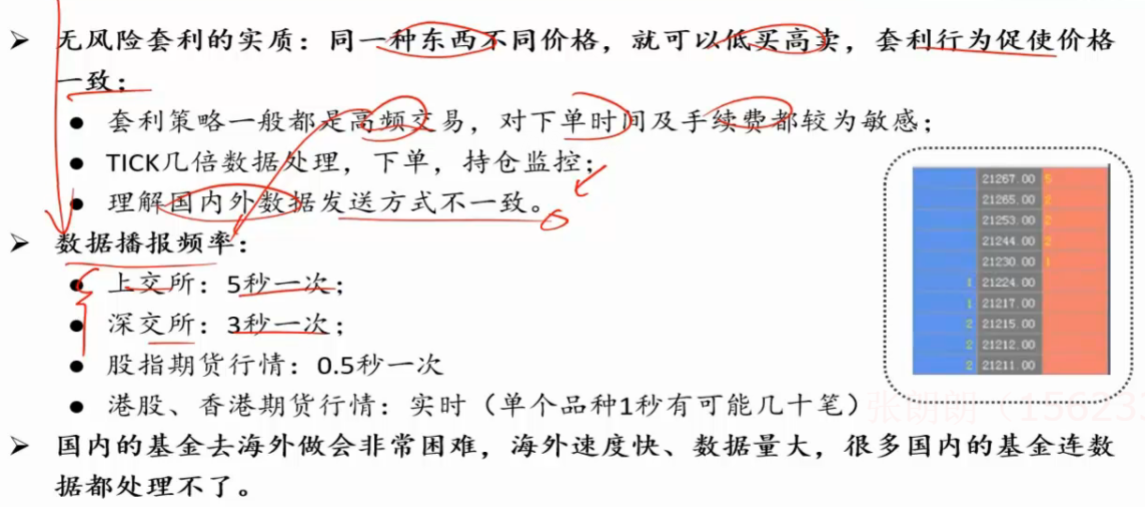 ➢ 无风险套利的实质：同一种东西不同价格，就可以低买高卖，套利行为促使价格
一致；
● 套利策略一般都是高频交易，对下单时间及手续费都较为敏感；
● TICK几倍数据处理，下单，持仓监控；
● 理解国内外数据发送方式不一致。
➢ 数据播报频率：
● 上交所：5秒一次；
● 深交所：3秒一次；
● 股指期货行情：0.5秒一次
● 港股、香港期货行情：实时（单个品种1秒有可能几十笔）
➢ 国内的基金去海外做会非常困难，海外速度快、数据量大，很多国内的基金连数
据都处理不了。
21267.00 5
21265.00 2
21253.00 2
21244.00 2
21230.00 1
1 21224.00
1 21217.00
2 21215.00
2 21212.00
2 21211.00
张朗朗（15623